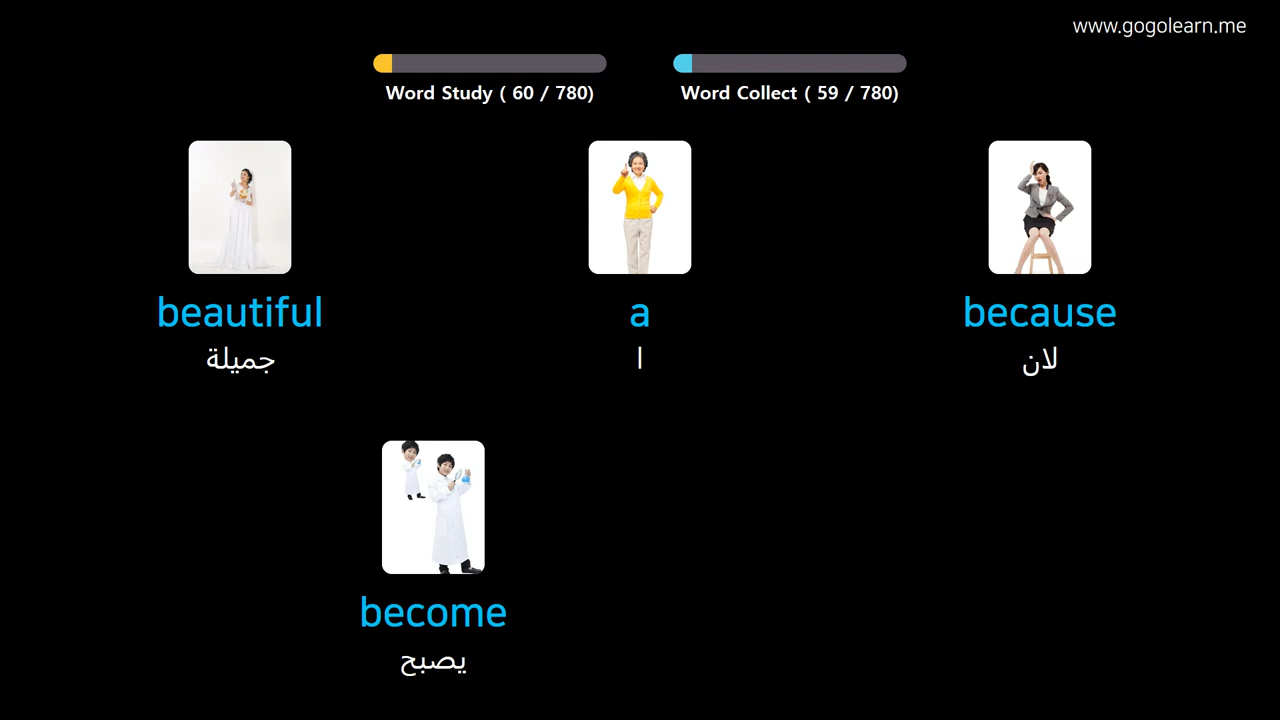 www.gogolearn.me
Word Study ( 60 / 780)
Word Collect ( 59 / 780)
beautiful
جميلة
a
ا
because
لان
become
يصبح